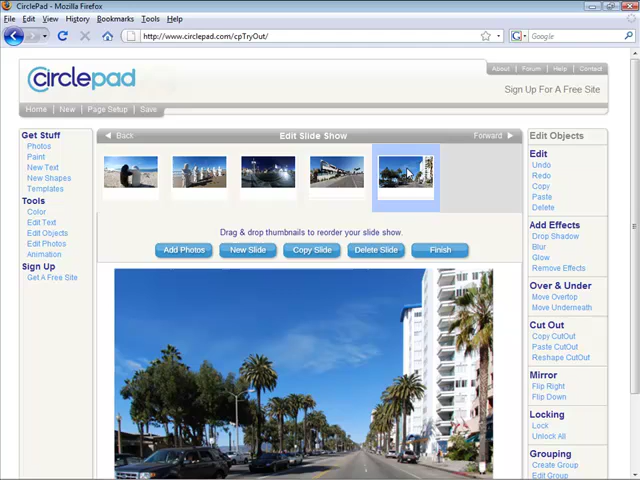 CirclePad - Mozilla Firefox
File Edit View History Bookmarks Tools Help
http://www.circlepad.com/cpTryOut/
Google
circlepad
About | Forum | Help | Contact
Sign Up For A Free Site
Home | New | Page Setup | Save
Get Stuff
Photos
Paint
New Text
New Shapes
Templates
Tools
Color
Edit Text
Edit Objects
Edit Photos
Animation
Sign Up
Get A Free Site
Back
Edit Slide Show
Forward
Drag & drop thumbnails to reorder your slide show.
Add Photos
New Slide
Copy Slide
Delete Slide
Finish
Edit Objects
Edit
Undo
Redo
Copy
Paste
Delete
Add Effects
Drop Shadow
Blur
Glow
Remove Effects
Over & Under
Move Overtop
Move Underneath
Cut Out
Copy CutOut
Paste CutOut
Reshape CutOut
Mirror
Flip Right
Flip Down
Locking
Lock
Unlock All
Grouping
Create Group
Edit Group